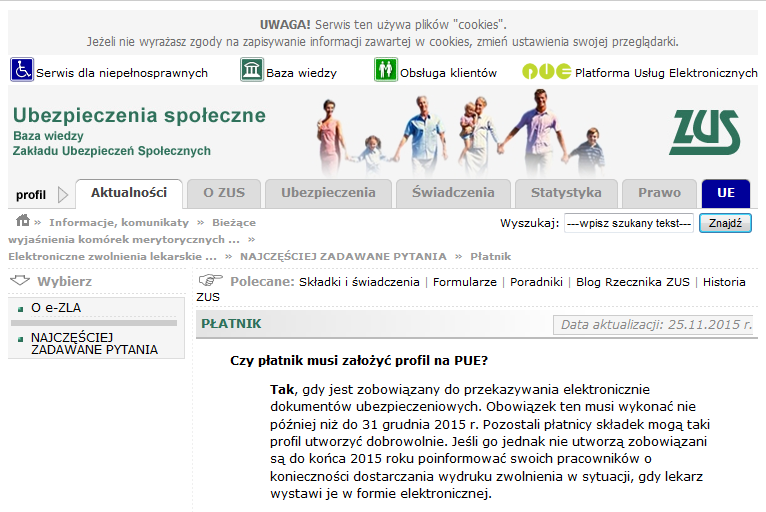 UWAGA! Serwis ten używa plików "cookies".
Jeżeli nie wyrażasz zgody na zapisywanie informacji zawartej w cookies, zmień ustawienia swojej przeglądarki.
Serwis dla niepełnosprawnych Baza wiedzy Obsługa klientów PUE Platforma Usług Elektronicznych
Ubezpieczenia społeczne
Baza wiedzy
Zakładu Ubezpieczeń Społecznych
ZUS
profil Aktualności O ZUS Ubezpieczenia Świadczenia Statystyka Prawo UE
» Informacje, komunikaty » Bieżące
wyjaśnienia komórek merytorycznych ... »
Elektroniczne zwolnienia lekarskie ... » NAJCZĘŚCIEJ ZADAWANE PYTANIA » Płatnik
Wyszukaj: ---wpisz szukany tekst--- Znajdź
Wybierz
O e-ZLA
NAJCZĘŚCIEJ
ZADAWANE PYTANIA
Polecane: Składki i świadczenia | Formularze | Poradniki | Blog Rzecznika ZUS | Historia
ZUS
PŁATNIK Data aktualizacji: 25.11.2015 r.
Czy płatnik musi założyć profil na PUE?
Tak, gdy jest zobowiązany do przekazywania elektronicznie
dokumentów ubezpieczeniowych. Obowiązek ten musi wykonać nie
później niż do 31 grudnia 2015 r. Pozostali płatnicy składek mogą taki
profil utworzyć dobrowolnie. Jeśli go jednak nie utworzą zobowiązani
są do końca 2015 roku poinformować swoich pracowników o
konieczności dostarczania wydruku zwolnienia w sytuacji, gdy lekarz
wystawi je w formie elektronicznej.